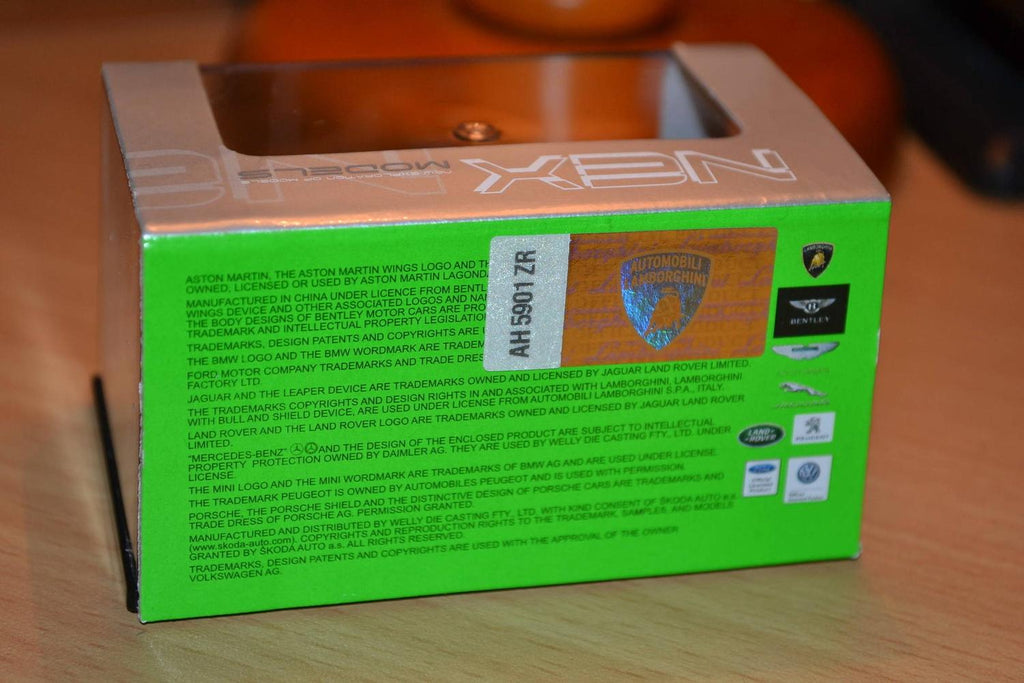 NEX
MODELS
ASTON MARTIN, THE ASTON MARTIN WINGS LOGO AND TH
OWNED, LICENSED OR USED BY ASTON MARTIN LAGONDA
MANUFACTURED IN CHINA UNDER LICENCE FROM BENTL
WINGS DEVICE AND OTHER ASSOCIATED LOGOS AND NA
THE BODY DESIGNS OF BENTLEY MOTOR CARS ARE PRO
TRADEMARK AND INTELLECTUAL PROPERTY LEGISLATIO
TRADEMARKS, DESIGN PATENTS AND COPYRIGHTS ARE
THE BMW LOGO AND THE BMW WORDMARK ARE TRADEM
FORD MOTOR COMPANY TRADEMARKS AND TRADE DRES
FACTORY LTD.
JAGUAR AND THE LEAPER DEVICE ARE TRADEMARKS OWNED AND LICENSED BY JAGUAR LAND ROVER LIMITED.
THE TRADEMARKS COPYRIGHTS AND DESIGN RIGHTS IN AND ASSOCIATED WITH LAMBORGHINI, LAMBORGHINI
WITH BULL AND SHIELD DEVICE, ARE USED UNDER LICENSE FROM AUTOMOBILI LAMBORGHINI S.P.A., ITALY.
LAND ROVER AND THE LAND ROVER LOGO ARE TRADEMARKS OWNED AND LICENSED BY JAGUAR LAND ROVER
LIMITED.
"MERCEDES-BENZ" AND THE DESIGN OF THE ENCLOSED PRODUCT ARE SUBJECT TO INTELLECTUAL
PROPERTY PROTECTION OWNED BY DAIMLER AG. THEY ARE USED BY WELLY DIE CASTING FTY., LTD. UNDER
LICENSE.
THE MINI LOGO AND THE MINI WORDMARK ARE TRADEMARKS OF BMW AG AND ARE USED UNDER LICENSE.
THE TRADEMARK PEUGEOT IS OWNED BY AUTOMOBILES PEUGEOT AND IS USED WITH PERMISSION.
PORSCHE, THE PORSCHE SHIELD AND THE DISTINCTIVE DESIGN OF PORSCHE CARS ARE TRADEMARKS AND
TRADE DRESS OF PORSCHE AG. PERMISSION GRANTED.
MANUFACTURED AND DISTRIBUTED BY WELLY DIE CASTING FTY., LTD. WITH KIND CONSENT OF ŠKODA AUTO a.s.
(www.skoda-auto.com). COPYRIGHTS AND REPRODUCTION RIGHTS TO THE TRADEMARK, SAMPLES, AND MODELS
GRANTED BY ŠKODA AUTO a.s. ALL RIGHTS RESERVED.
TRADEMARKS, DESIGN PATENTS AND COPYRIGHTS ARE USED WITH THE APPROVAL OF THE OWNER
VOLKSWAGEN AG.
AH 5901 ZR
AUTOMOBILI
LAMBORGHINI
LAMBORGHINI
BENTLEY
LAND
ROVER
PEUGEOT
Ford
Official
Licensed
Product